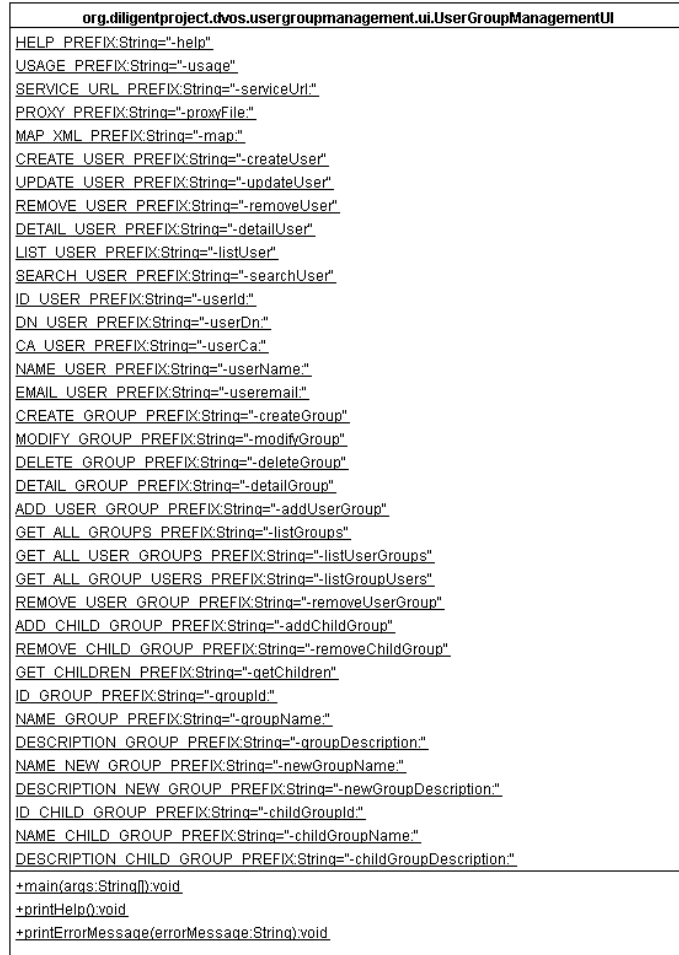 org.diligentproject.dvos.usergroupmanagement.ui.UserGroupManagementUI
HELP_PREFIX:String="-help"
USAGE_PREFIX:String="-usage"
SERVICE_URL_PREFIX:String="-serviceUrl:"
PROXY_PREFIX:String="-proxyFile:"
MAP_XML_PREFIX:String="-map:"
CREATE_USER_PREFIX:String="-createUser"
UPDATE_USER_PREFIX:String="-updateUser"
REMOVE_USER_PREFIX:String="-removeUser"
DETAIL_USER_PREFIX:String="-detailUser"
LIST_USER_PREFIX:String="-listUser"
SEARCH_USER_PREFIX:String="-searchUser"
ID_USER_PREFIX:String="-userId:"
DN_USER_PREFIX:String="-userDn:"
CA_USER_PREFIX:String="-userCa:"
NAME_USER_PREFIX:String="-userName:"
EMAIL_USER_PREFIX:String="-useremail:"
CREATE_GROUP_PREFIX:String="-createGroup"
MODIFY_GROUP_PREFIX:String="-modifyGroup"
DELETE_GROUP_PREFIX:String="-deleteGroup"
DETAIL_GROUP_PREFIX:String="-detailGroup"
ADD_USER_GROUP_PREFIX:String="-addUserGroup"
GET_ALL_GROUPS_PREFIX:String="-listGroups"
GET_ALL_USER_GROUPS_PREFIX:String="-listUserGroups"
GET_ALL_GROUP_USERS_PREFIX:String="-listGroupUsers"
REMOVE_USER_GROUP_PREFIX:String="-removeUserGroup"
ADD_CHILD_GROUP_PREFIX:String="-addChildGroup"
REMOVE_CHILD_GROUP_PREFIX:String="-removeChildGroup"
GET_CHILDREN_PREFIX:String="-getChildren"
ID_GROUP_PREFIX:String="-groupId:"
NAME_GROUP_PREFIX:String="-groupName:"
DESCRIPTION_GROUP_PREFIX:String="-groupDescription:"
NAME_NEW_GROUP_PREFIX:String="-newGroupName:"
DESCRIPTION_NEW_GROUP_PREFIX:String="-newGroupDescription:"
ID_CHILD_GROUP_PREFIX:String="-childGroupId:"
NAME_CHILD_GROUP_PREFIX:String="-childGroupName:"
DESCRIPTION_CHILD_GROUP_PREFIX:String="-childGroupDescription:"
+main(args:String[]):void
+printHelp():void
+printErrorMessage(errorMessage:String):void